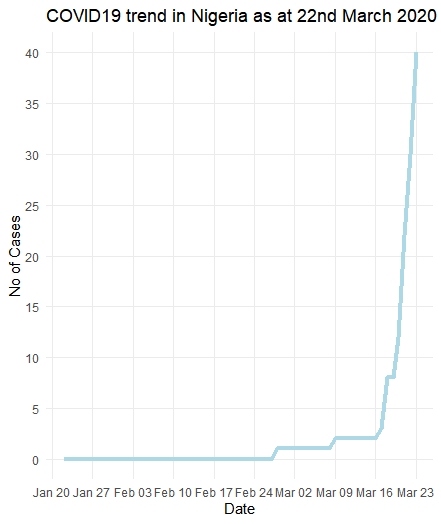 COVID19 trend in Nigeria as at 22nd March 2020
No of Cases
40
35
30
25
20
15
10
5
0
Jan 20 Jan 27 Feb 03 Feb 10 Feb 17 Feb 24 Mar 02 Mar 09 Mar 16 Mar 23
Date